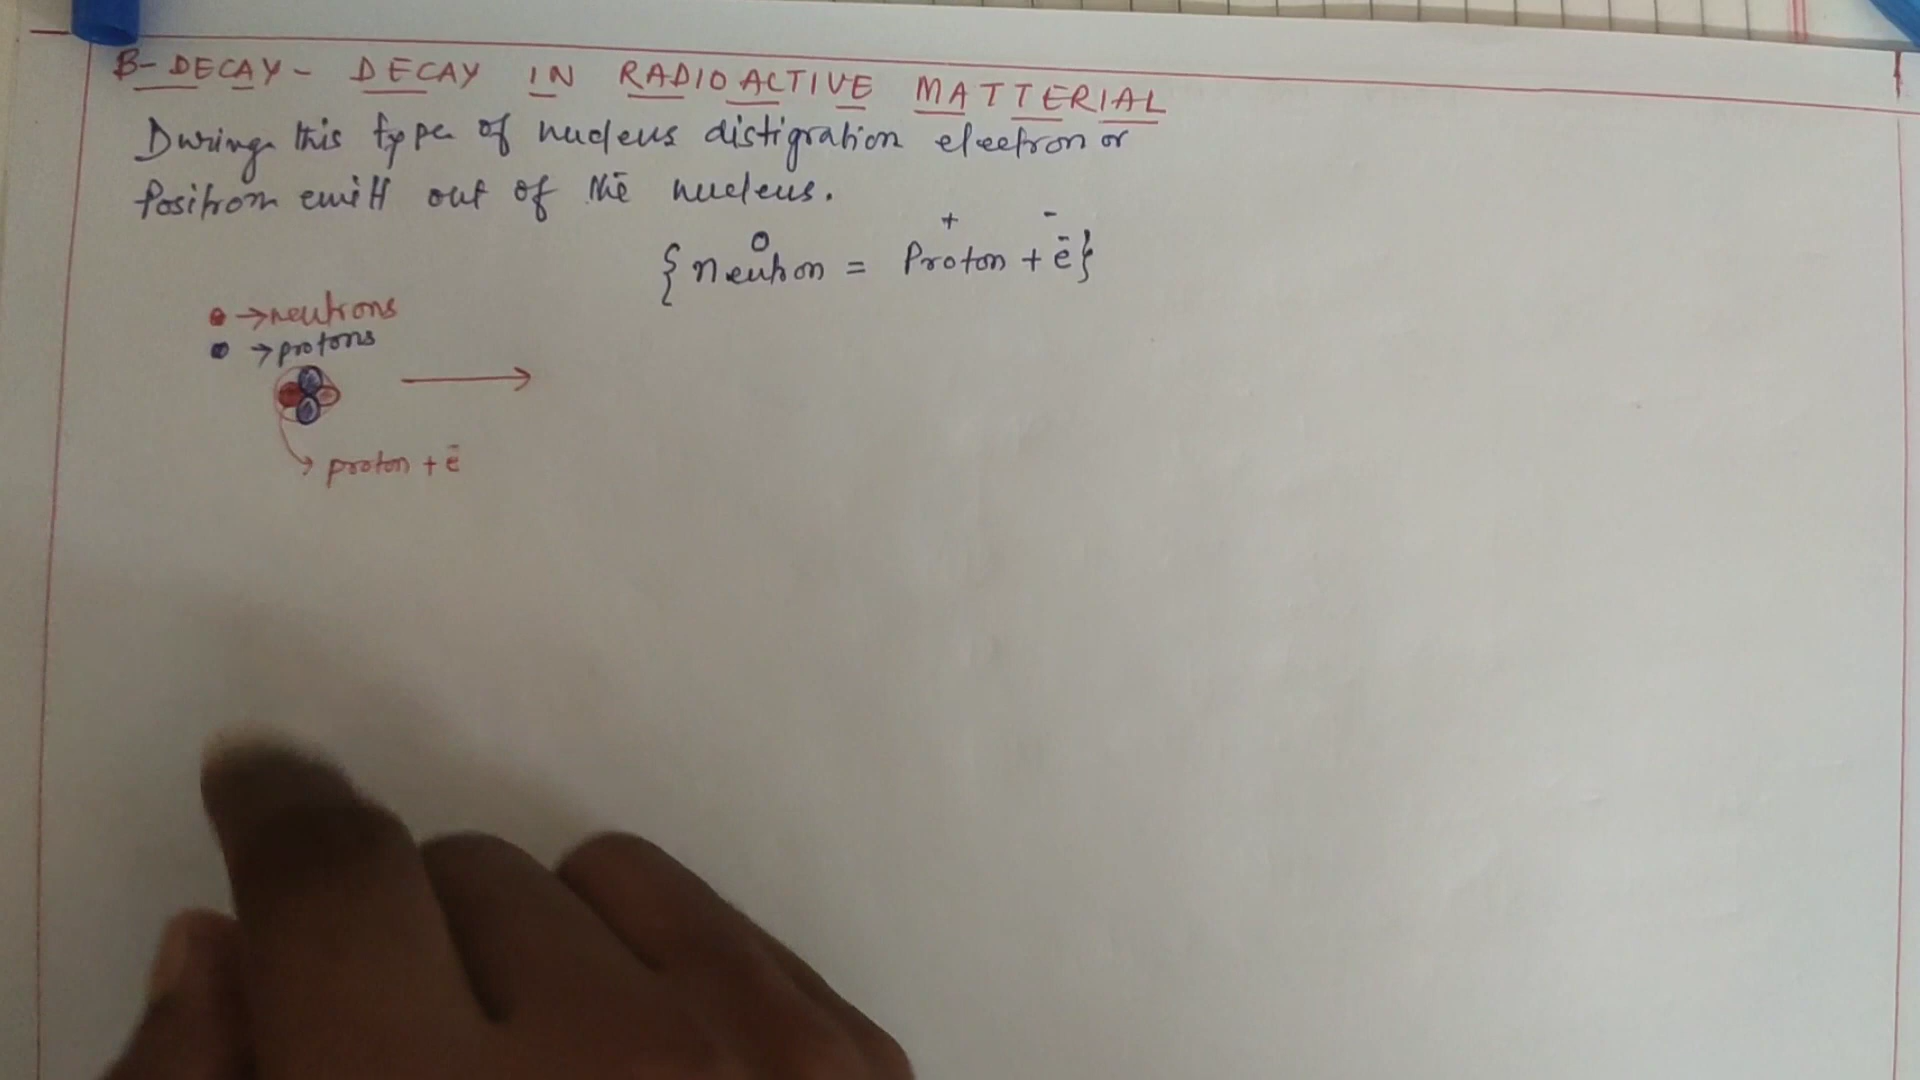 B-DECAY- DECAY IN RADIOACTIVE MATTERIAL
During this type of nucleus distigration electron or
Positron emitt out of the nucleus.
+ -
0
{neutron = Proton + ē}
→neutrons
→protons
→
proton + ē